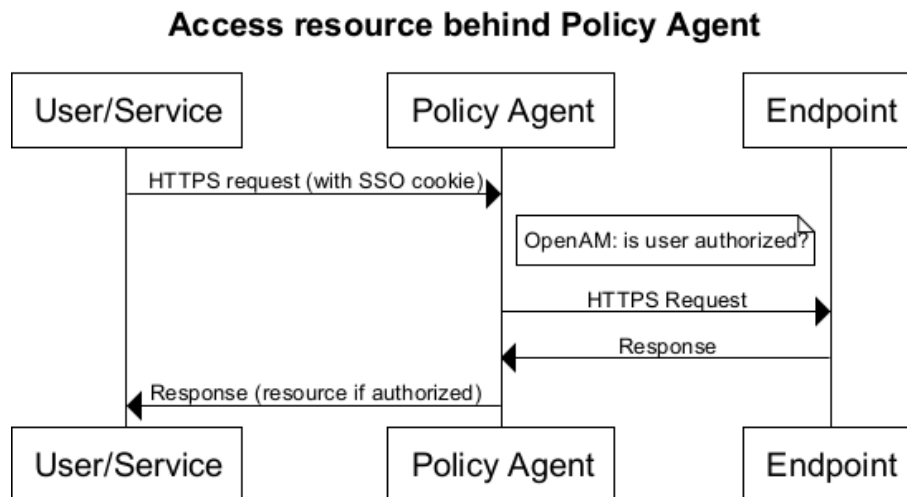 Access resource behind Policy Agent
User/Service
Policy Agent
Endpoint
HTTPS request (with SSO cookie)
OpenAM: is user authorized?
HTTPS Request
Response
Response (resource if authorized)
User/Service
Policy Agent
Endpoint